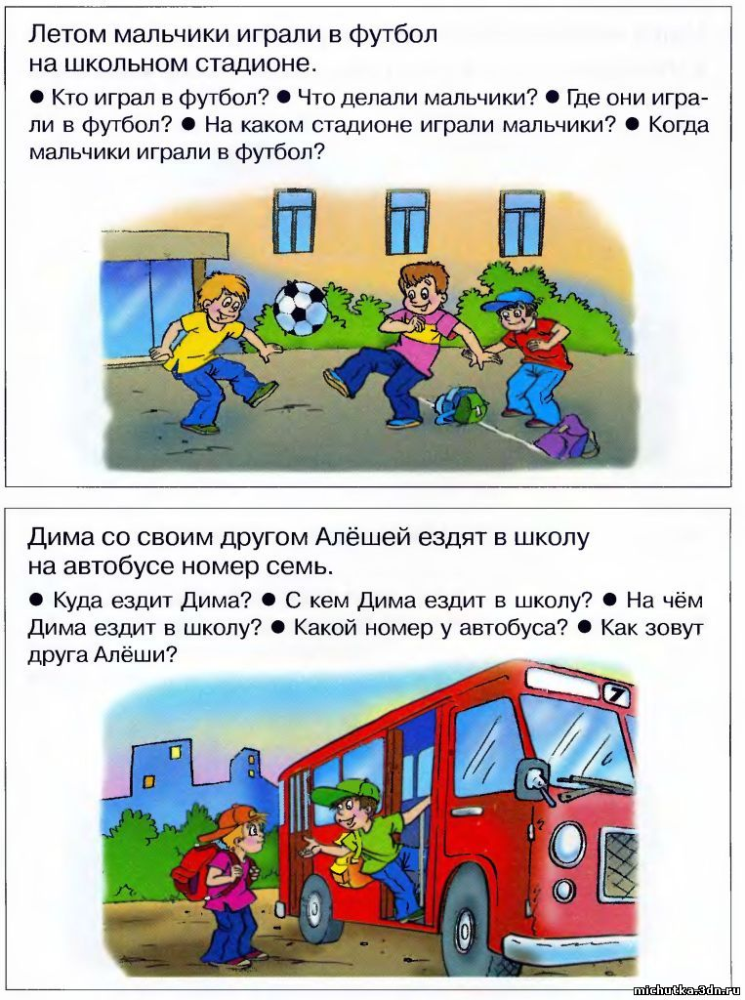 Летом мальчики играли в футбол
на школьном стадионе.
● Кто играл в футбол? ● Что делали мальчики? ● Где они игра-
ли в футбол? ● На каком стадионе играли мальчики? ● Когда
мальчики играли в футбол?
Дима со своим другом Алёшей ездят в школу
на автобусе номер семь.
● Куда ездит Дима? ● С кем Дима ездит в школу? ● На чём
Дима ездит в школу? ● Какой номер у автобуса? ● Как зовут
друга Алёши?
7
michutka.3dn.ru